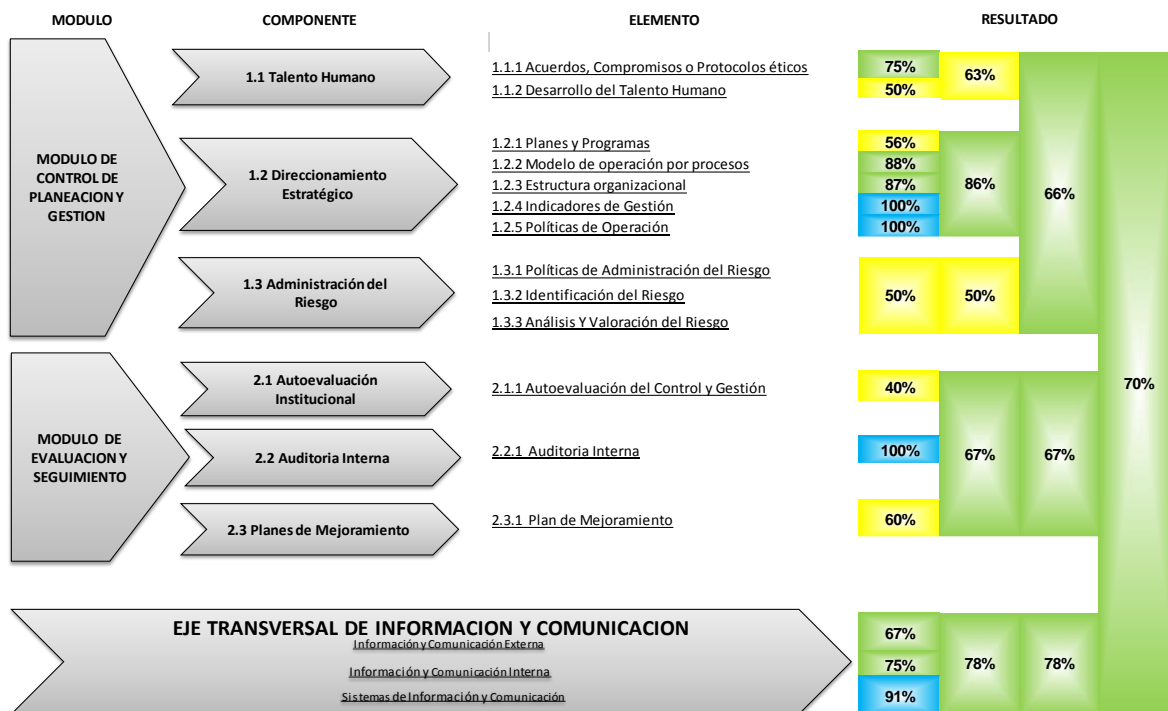 MODULO COMPONENTE ELEMENTO RESULTADO
MODULO DE
CONTROL DE
PLANEACION Y
GESTION
1.1 Talento Humano
1.1.1 Acuerdos, Compromisos o Protocolos éticos
75%
63%
1.1.2 Desarrollo del Talento Humano
50%
1.2 Direccionamiento
Estratégico
1.2.1 Planes y Programas
56%
1.2.2 Modelo de operación por procesos
88%
1.2.3 Estructura organizacional
87%
86%
66%
1.2.4 Indicadores de Gestión
100%
1.2.5 Políticas de Operación
100%
1.3 Administración del
Riesgo
1.3.1 Políticas de Administración del Riesgo
1.3.2 Identificación del Riesgo
50%
50%
1.3.3 Análisis Y Valoración del Riesgo
MODULO DE
EVALUACION Y
SEGUIMIENTO
2.1 Autoevaluación
Institucional
2.1.1 Autoevaluación del Control y Gestión
40%
70%
2.2 Auditoria Interna
2.2.1 Auditoria Interna
100%
67%
67%
2.3 Planes de Mejoramiento
2.3.1 Plan de Mejoramiento
60%
EJE TRANSVERSAL DE INFORMACION Y COMUNICACION
Información y Comunicación Externa
67%
Información y Comunicación Interna
75%
78%
78%
Sistemas de Información y Comunicación
91%